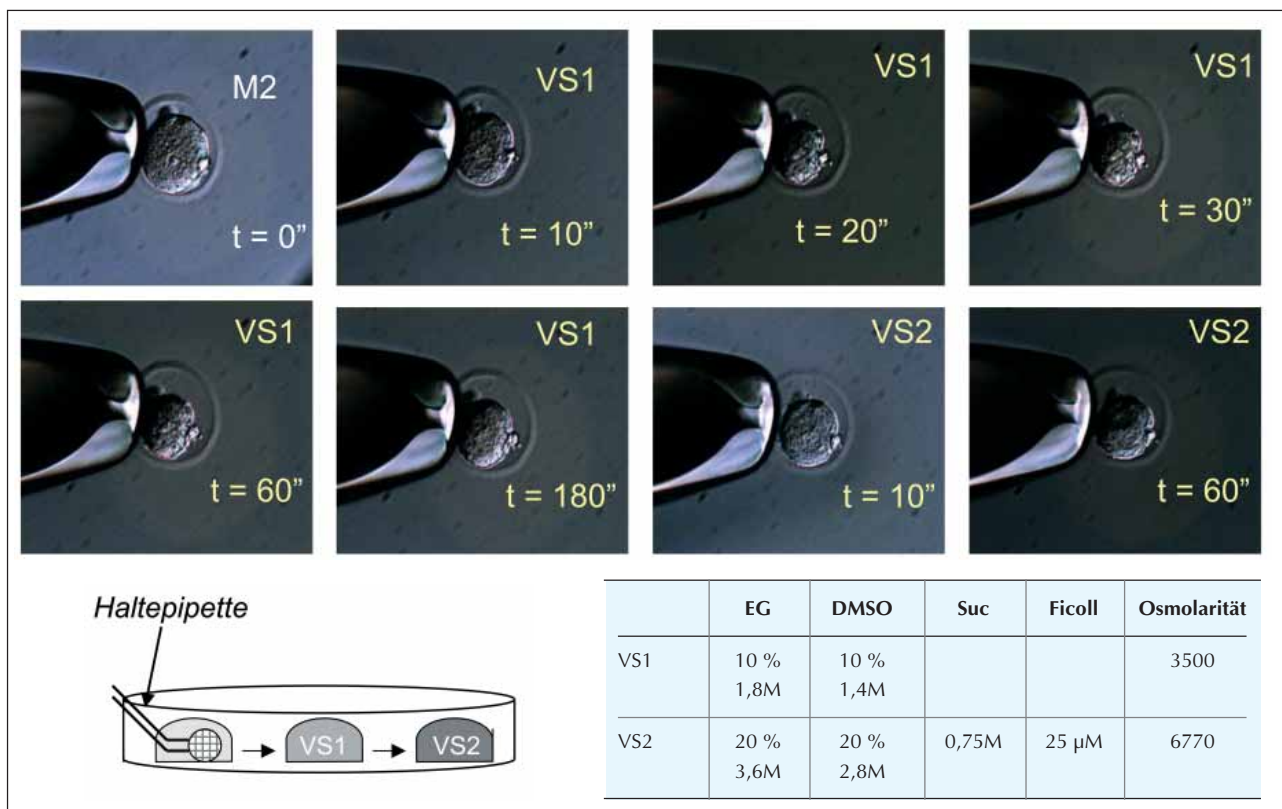 M2
t = 0”
VS1
t = 10”
VS1
t = 20”
VS1
t = 30”
VS1
t = 60”
VS1
t = 180”
VS2
t = 10”
VS2
t = 60”
Haltepipette
VS1
VS2
EG DMSO Suc Ficoll Osmolarität
VS1 10 % 10 % 3500
1,8M 1,4M
VS2 20 % 20 % 0,75M 25 µM 6770
3,6M 2,8M